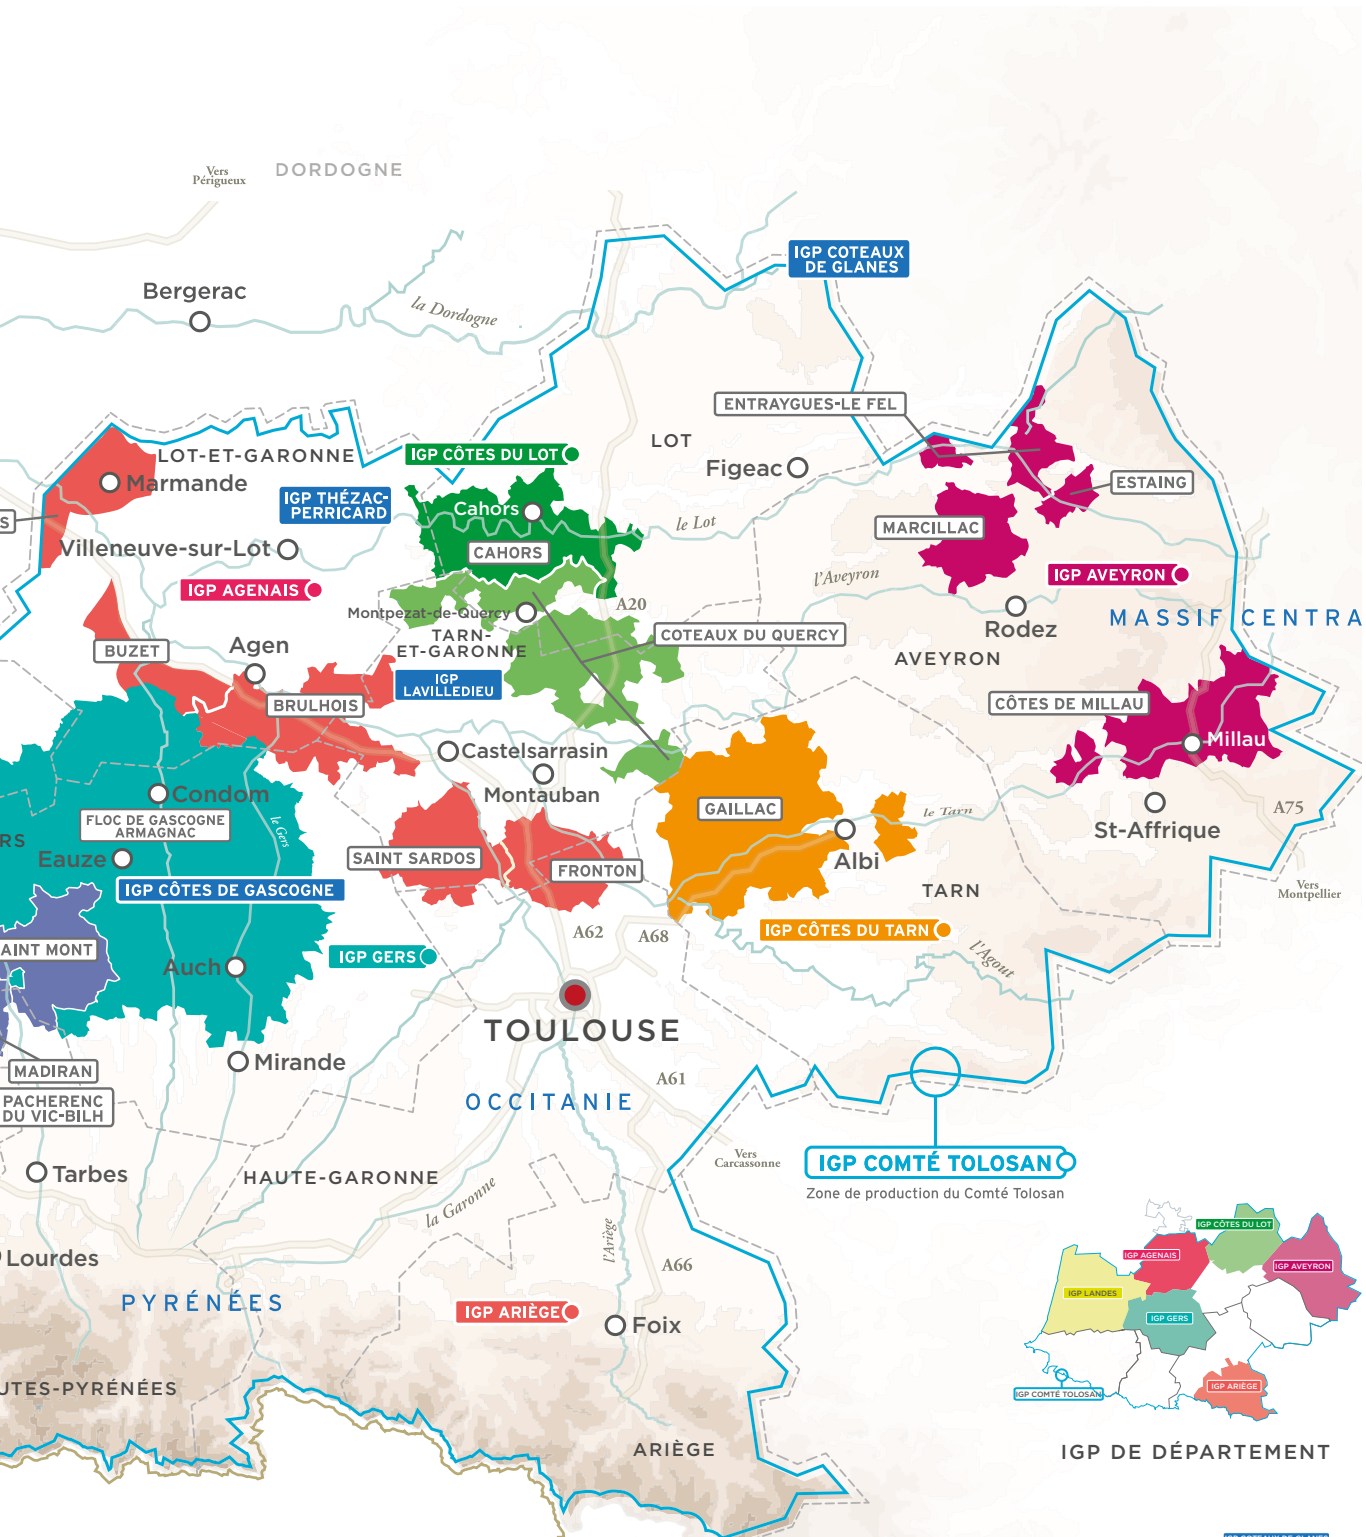 Vers
Périgueux
DORDOGNE
IGP COTEAUX
DE GLANES
Bergerac
la Dordogne
ENTRAYGUES-LE FEL
LOT
LOT-ET-GARONNE
IGP CÔTES DU LOT
Figeac
Marmande
ESTAING
IGP THÉZAC-
PERRICARD
Cahors
S
le Lot
MARCILLAC
Villeneuve-sur-Lot
CAHORS
l'Aveyron
IGP AVEYRON
IGP AGENAIS
Montpezat-de-Quercy
A20
MASSIF CENTRA
Rodez
TARN-
ET-GARONNE
COTEAUX DU QUERCY
Agen
BUZET
AVEYRON
IGP
LAVILLEDIEU
BRULHOIS
CÔTES DE MILLAU
Millau
Castelsarrasin
Condom
Montauban
GAILLAC
le Tarn
A75
FLOC DE GASCOGNE
ARMAGNAC
le Gers
St-Affrique
RS
Eauze
SAINT SARDOS
FRONTON
Albi
IGP CÔTES DE GASCOGNE
TARN
Vers
Montpellier
A62
A68
IGP CÔTES DU TARN
AINT MONT
IGP GERS
l'Agout
Auch
TOULOUSE
Mirande
MADIRAN
A61
PACHERENC
DU VIC-BILH
OCCITANIE
Vers
Carcassonne
IGP COMTÉ TOLOSAN
Zone de production du Comté Tolosan
Tarbes
HAUTE-GARONNE
la Garonne
l'Ariège
Lourdes
A66
PYRÉNÉES
IGP ARIÈGE
Foix
UTES-PYRÉNÉES
ARIÈGE
IGP CÔTES DU LOT
IGP AGENAIS
IGP AVEYRON
IGP LANDES
IGP GERS
IGP ARIÈGE
IGP COMTÉ TOLOSAN
IGP DE DÉPARTEMENT
IGP COTEAUX DE GLANES